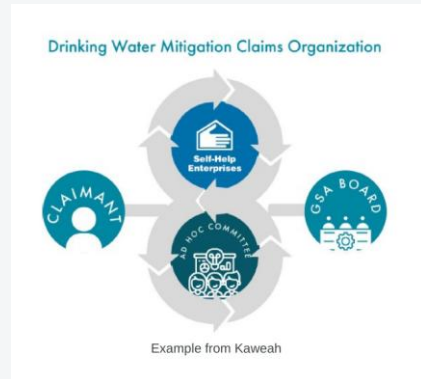 Drinking Water Mitigation Claims Organization
Self-Help
Enterprises
CLAIMANT
GSA BOARD
AD HOC COMMITTEE
Example from Kaweah